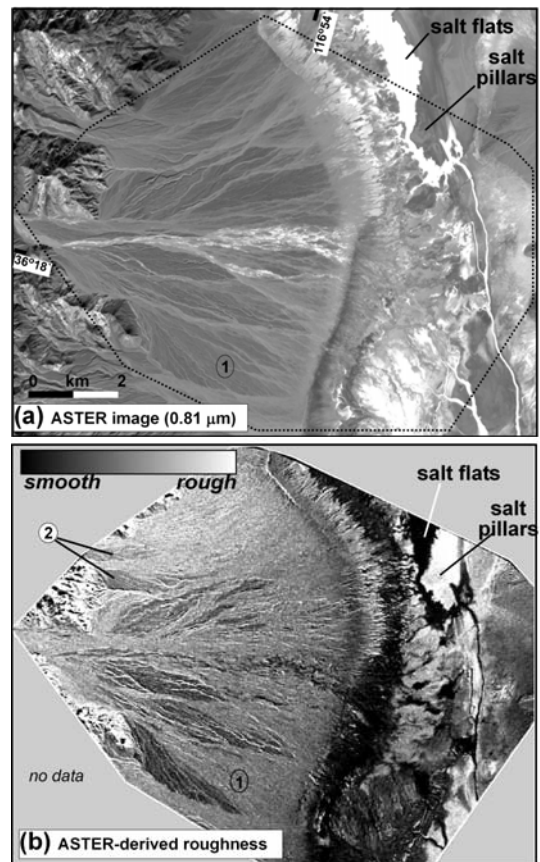 116°54'
salt flats
salt
pillars
36°18'
1
0 km 2
(a) ASTER image (0.81 µm)
smooth rough
salt flats
salt
pillars
2
1
no data
(b) ASTER-derived roughness